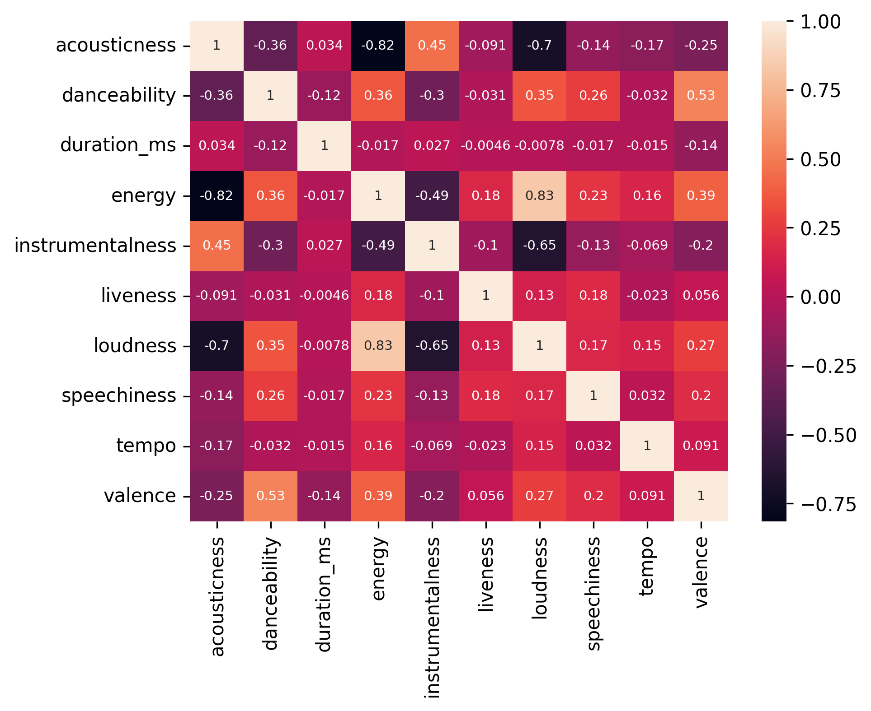 acousticness 1 -0.36 0.034 -0.82 0.45 -0.091 -0.7 -0.14 -0.17 -0.25
danceability -0.36 1 -0.12 0.36 -0.3 -0.031 0.35 0.26 -0.032 0.53
duration_ms 0.034 -0.12 1 -0.017 0.027 -0.0046 -0.0078 -0.017 -0.015 -0.14
energy -0.82 0.36 -0.017 1 -0.49 0.18 0.83 0.23 0.16 0.39
instrumentalness 0.45 -0.3 0.027 -0.49 1 -0.1 -0.65 -0.13 -0.069 -0.2
liveness -0.091 -0.031 -0.0046 0.18 -0.1 1 0.13 0.18 -0.023 0.056
loudness -0.7 0.35 -0.0078 0.83 -0.65 0.13 1 0.17 0.15 0.27
speechiness -0.14 0.26 -0.017 0.23 -0.13 0.18 0.17 1 0.032 0.2
tempo -0.17 -0.032 -0.015 0.16 -0.069 -0.023 0.15 0.032 1 0.091
valence -0.25 0.53 -0.14 0.39 -0.2 0.056 0.27 0.2 0.091 1
acousticness
danceability
duration_ms
energy
instrumentalness
liveness
loudness
speechiness
tempo
valence
1.00
0.75
0.50
0.25
0.00
−0.25
−0.50
−0.75